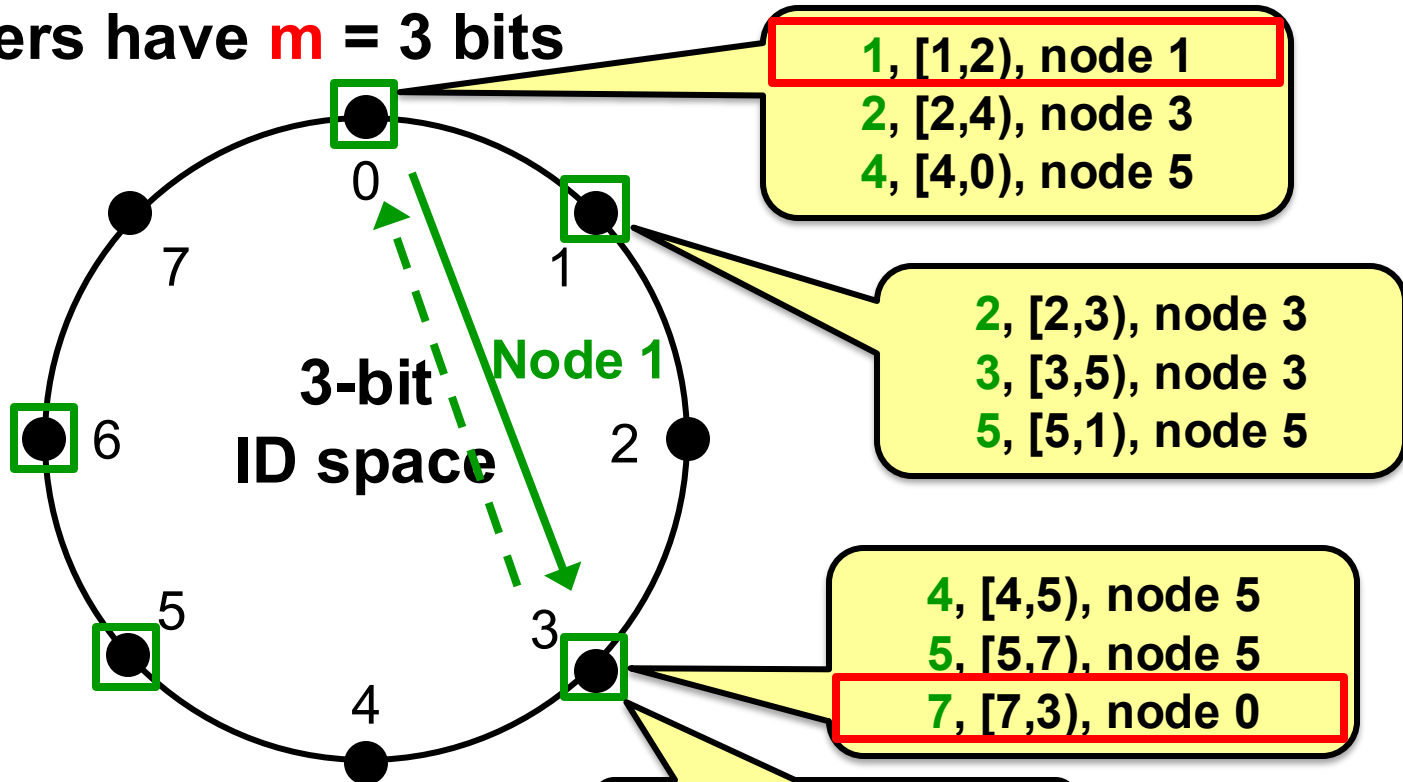 ers have m = 3 bits
1, [1,2), node 1
2, [2,4), node 3
4, [4,0), node 5
0
7
1
2, [2,3), node 3
3, [3,5), node 3
5, [5,1), node 5
Node 1
3-bit
ID space
6
2
5
3
4, [4,5), node 5
5, [5,7), node 5
7, [7,3), node 0
4